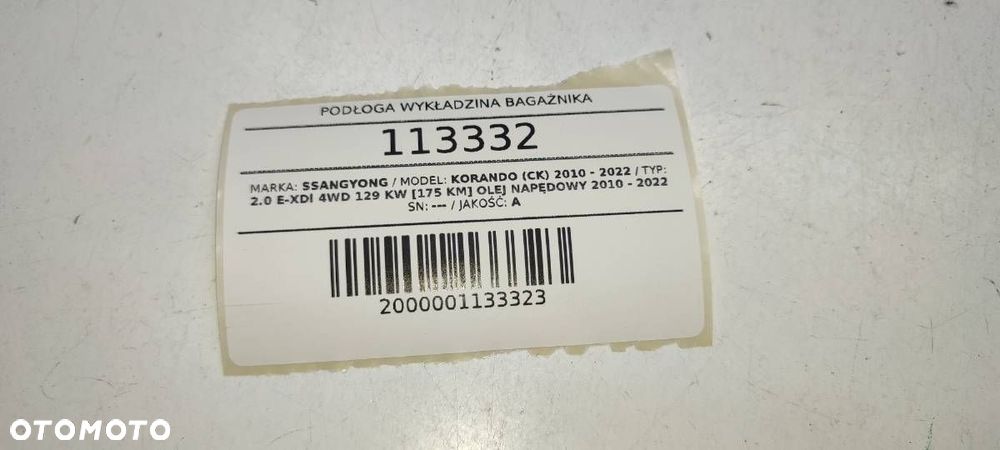 PODŁOGA WYKŁADZINA BAGAŻNIKA
113332
MARKA: SSANGYONG / MODEL: KORANDO (CK) 2010 - 2022 / TYP:
2.0 E-XDI 4WD 129 KW [175 KM] OLEJ NAPĘDOWY 2010 - 2022
SN: --- / JAKOŚĆ: A
2000001133323
OTOMOTO